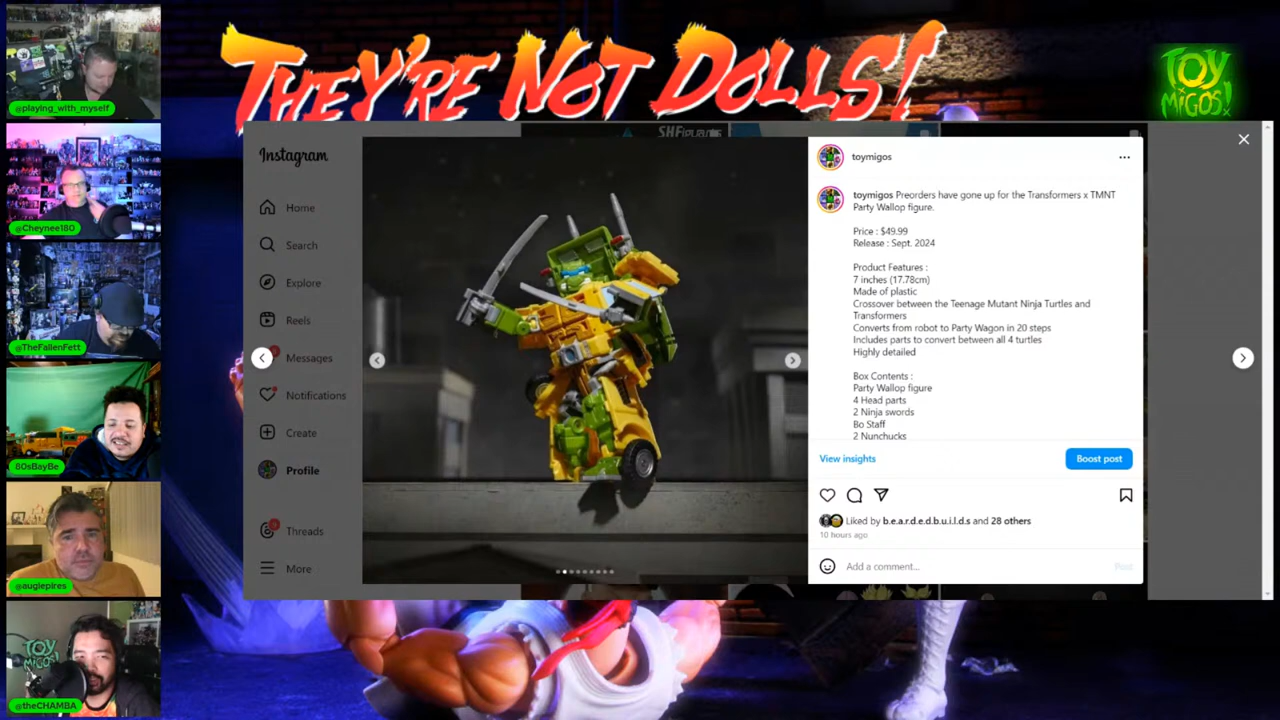 THEY'RE NOT DOLLS!
TOY
MIGOS!
@playing_with_myself
@Cheynee180
@TheFallenFett
80sBayBe
@augiepires
TOY
MIGOS!
@theCHAMBA
SHFiguarts
Instagram
Home
Search
Explore
Reels
Messages
Notifications
Create
Profile
Threads
More
toymigos
toymigos Preorders have gone up for the Transformers x TMNT
Party Wallop figure.
Price : $49.99
Release : Sept. 2024
Product Features :
7 inches (17.78cm)
Made of plastic
Crossover between the Teenage Mutant Ninja Turtles and
Transformers
Converts from robot to Party Wagon in 20 steps
Includes parts to convert between all 4 turtles
Highly detailed
Box Contents :
Party Wallop figure
4 Head parts
2 Ninja swords
Bo Staff
2 Nunchucks
View insights
Boost post
Liked by b.e.a.r.d.e.d.b.u.i.l.d.s and 28 others
10 hours ago
Add a comment...
Post